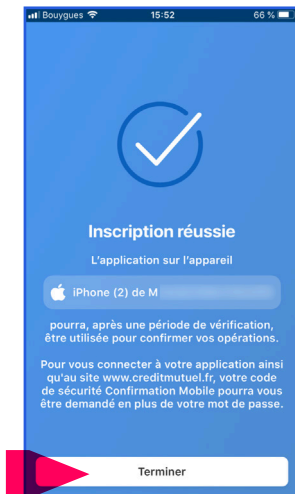 Bouygues 15:52 66 %
Inscription réussie
L'application sur l'appareil
iPhone (2) de M
pourra, après une période de vérification,
être utilisée pour confirmer vos opérations.
Pour vous connecter à votre application ainsi
qu'au site www.creditmutuel.fr, votre code
de sécurité Confirmation Mobile pourra vous
être demandé en plus de votre mot de passe.
Terminer